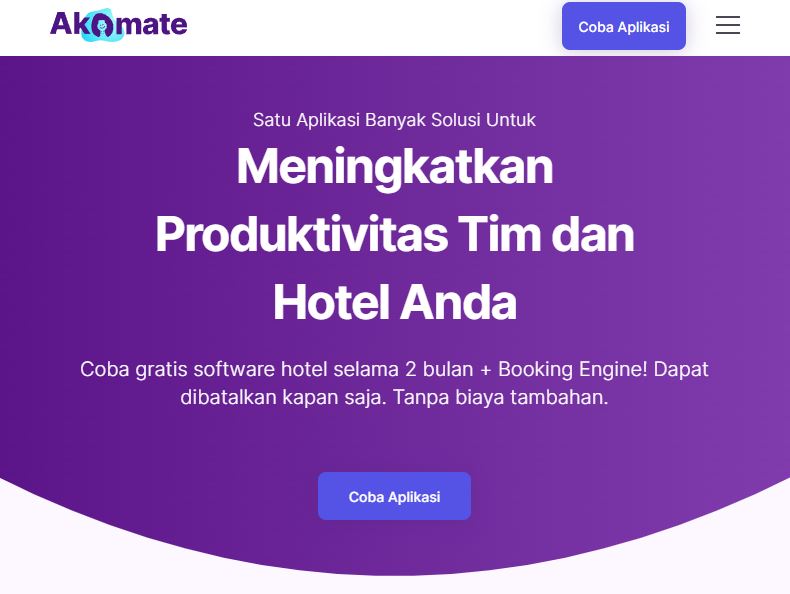 Akomate
Coba Aplikasi
Satu Aplikasi Banyak Solusi Untuk
Meningkatkan
Produktivitas Tim dan
Hotel Anda
Coba gratis software hotel selama 2 bulan + Booking Engine! Dapat
dibatalkan kapan saja. Tanpa biaya tambahan.
Coba Aplikasi